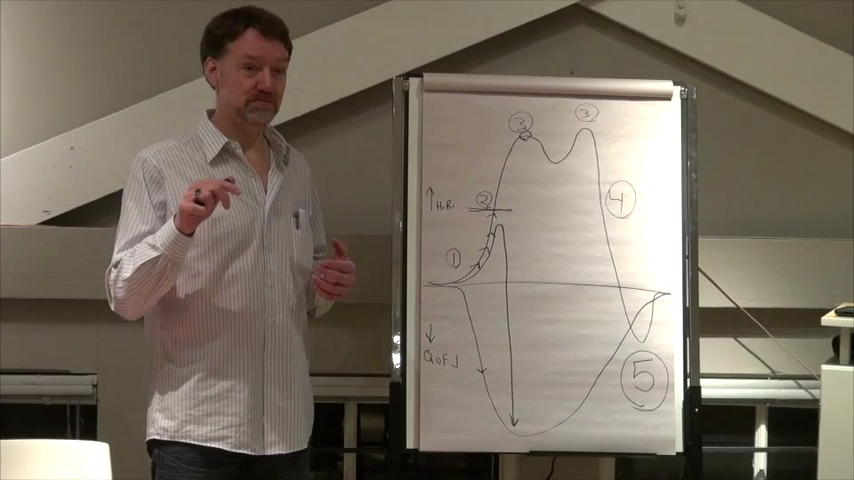 ③ ③
↑ H.R. ②
④
①
↓
Q OF J
⑤